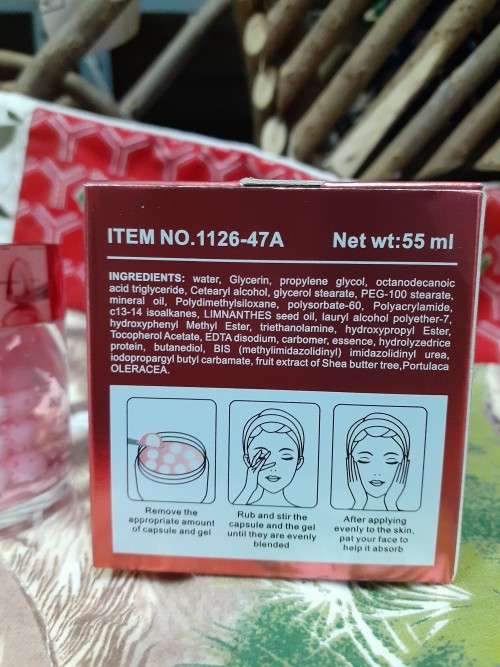 ITEM NO.1126-47A Net wt:55 ml
INGREDIENTS: water, Glycerin, propylene glycol, octanodecanoic
acid triglyceride, Cetearyl alcohol, glycerol stearate, PEG-100 stearate,
mineral oil, Polydimethylsiloxane, polysorbate-60, Polyacrylamide,
c13-14 isoalkanes, LIMNANTHES seed oil, lauryl alcohol polyether-7,
hydroxyphenyl Methyl Ester, triethanolamine, hydroxypropyl Ester,
Tocopherol Acetate, EDTA disodium, carbomer, essence, hydrolyzedrice
protein, butanediol, BIS (methylimidazolidinyl) imidazolidinyl urea,
iodopropargyl butyl carbamate, fruit extract of Shea butter tree,Portulaca
OLERACEA.
Remove the
appropriate amount
of capsule and gel
Rub and stir the
capsule and the gel
until they are evenly
blended
After applying
evenly to the skin,
pat your face to
help it absorb